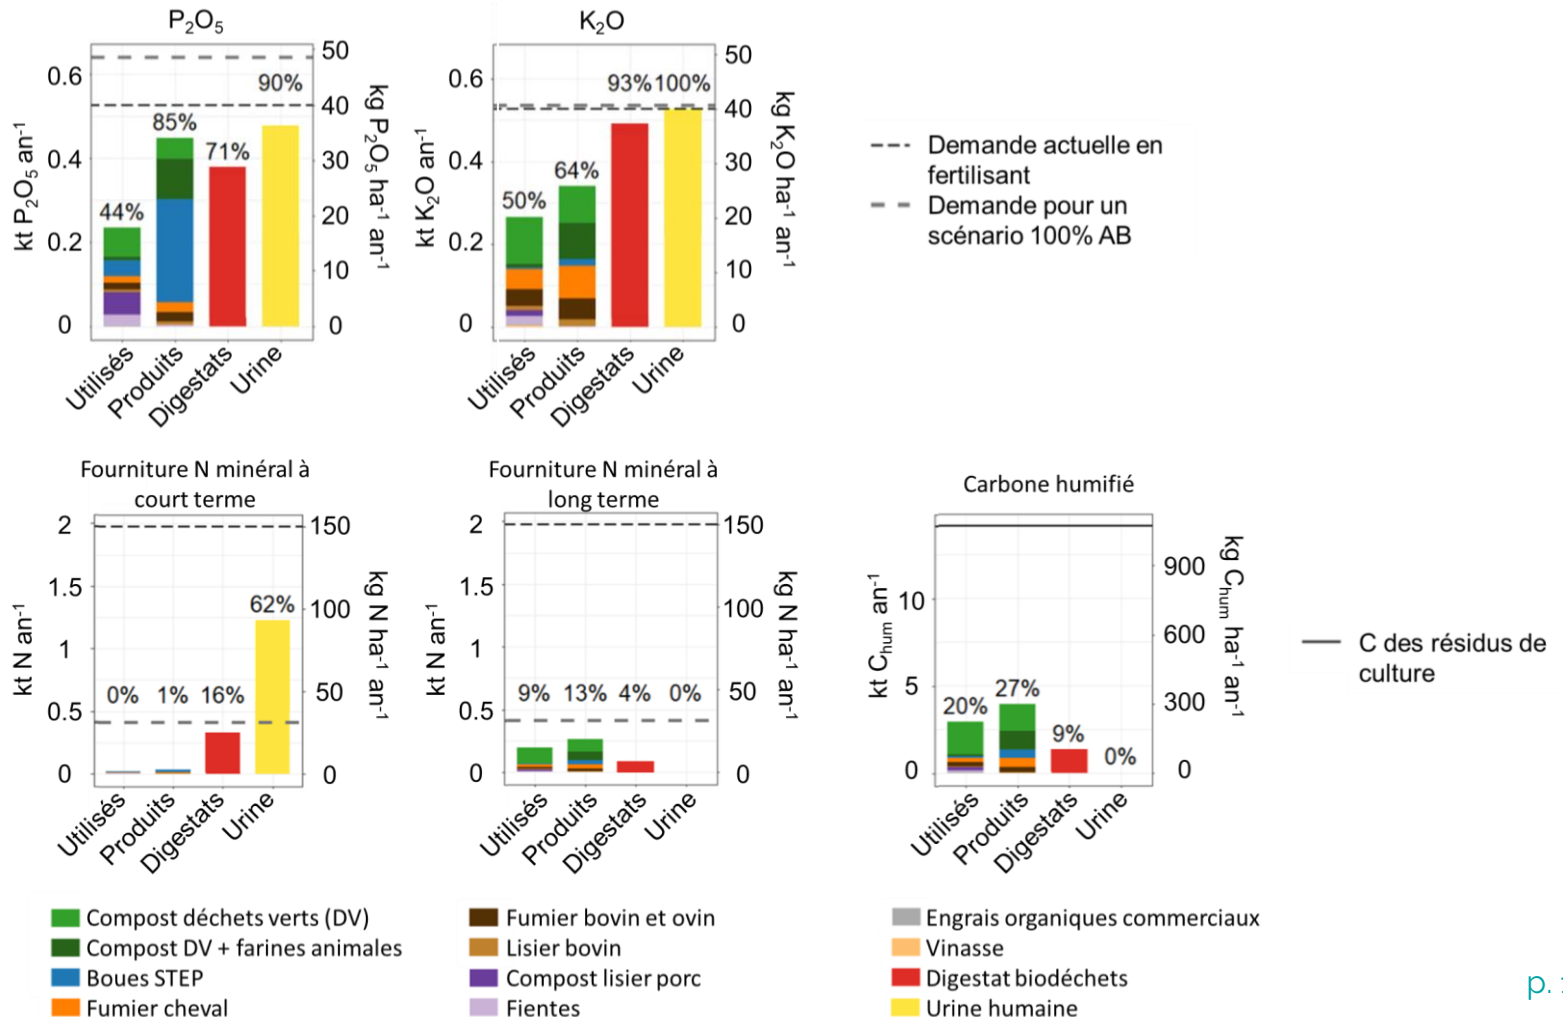 P₂O₅
K₂O
kt P₂O₅ an⁻¹
0.6
0.4
0.2
0
44%
85%
71%
90%
50
40
30
20
10
0
kg P₂O₅ ha⁻¹ an⁻¹
Utilisés
Produits
Digestats
Urine
kt K₂O an⁻¹
0.6
0.4
0.2
0
50%
64%
93%
100%
50
40
30
20
10
0
kg K₂O ha⁻¹ an⁻¹
Utilisés
Produits
Digestats
Urine
Demande actuelle en
fertilisant
Demande pour un
scénario 100% AB
Fourniture N minéral à
court terme
kt N an⁻¹
2
1.5
1
0.5
0
0%
1%
16%
62%
150
100
50
0
kg N ha⁻¹ an⁻¹
Utilisés
Produits
Digestats
Urine
Fourniture N minéral à
long terme
kt N an⁻¹
2
1.5
1
0.5
0
9%
13%
4%
0%
150
100
50
0
kg N ha⁻¹ an⁻¹
Utilisés
Produits
Digestats
Urine
Carbone humifié
kt C_hum an⁻¹
10
5
0
20%
27%
9%
0%
900
600
300
0
kg C_hum ha⁻¹ an⁻¹
Utilisés
Produits
Digestats
Urine
C des résidus de
culture
Compost déchets verts (DV)
Compost DV + farines animales
Boues STEP
Fumier cheval
Fumier bovin et ovin
Lisier bovin
Compost lisier porc
Fientes
Engrais organiques commerciaux
Vinasse
Digestat biodéchets
Urine humaine
p.